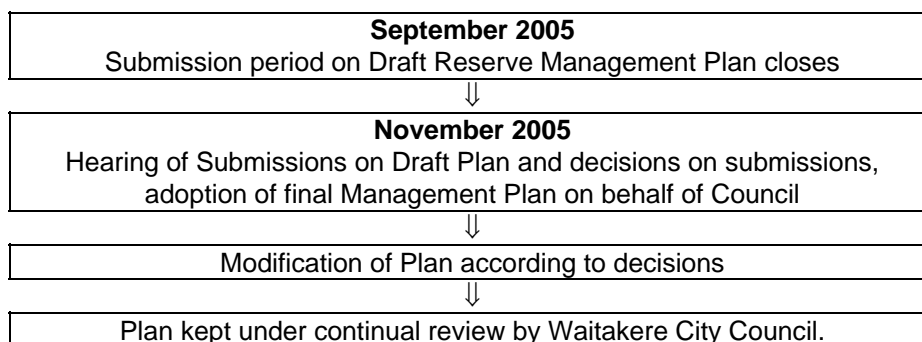 September 2005
Submission period on Draft Reserve Management Plan closes
⇓
November 2005
Hearing of Submissions on Draft Plan and decisions on submissions,
adoption of final Management Plan on behalf of Council
⇓
Modification of Plan according to decisions
⇓
Plan kept under continual review by Waitakere City Council.